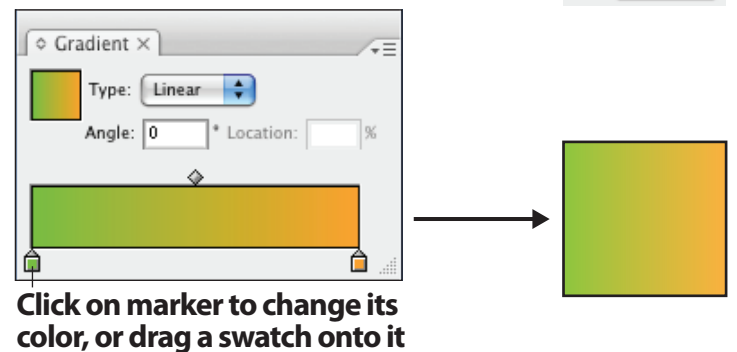 Gradient
Type: Linear
Angle: 0 ° Location: %
Click on marker to change its
color, or drag a swatch onto it